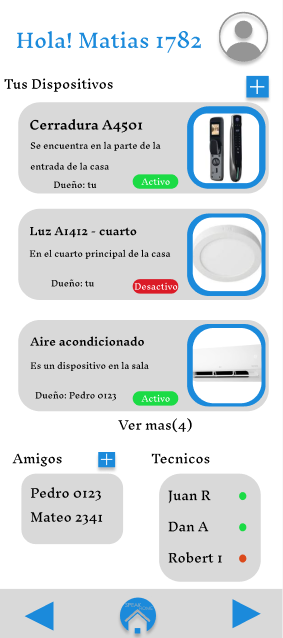 Hola! Matias 1782
Tus Dispositivos
Cerradura A4501
Se encuentra en la parte de la
entrada de la casa
Dueño: tu
Activo
Luz A1412 - cuarto
En el cuarto principal de la casa
Dueño: tu
Desactivo
Aire acondicionado
Es un dispositivo en la sala
Dueño: Pedro 0123
Activo
Ver mas(4)
Amigos
Pedro 0123
Mateo 2341
Tecnicos
Juan R
Dan A
Robert 1